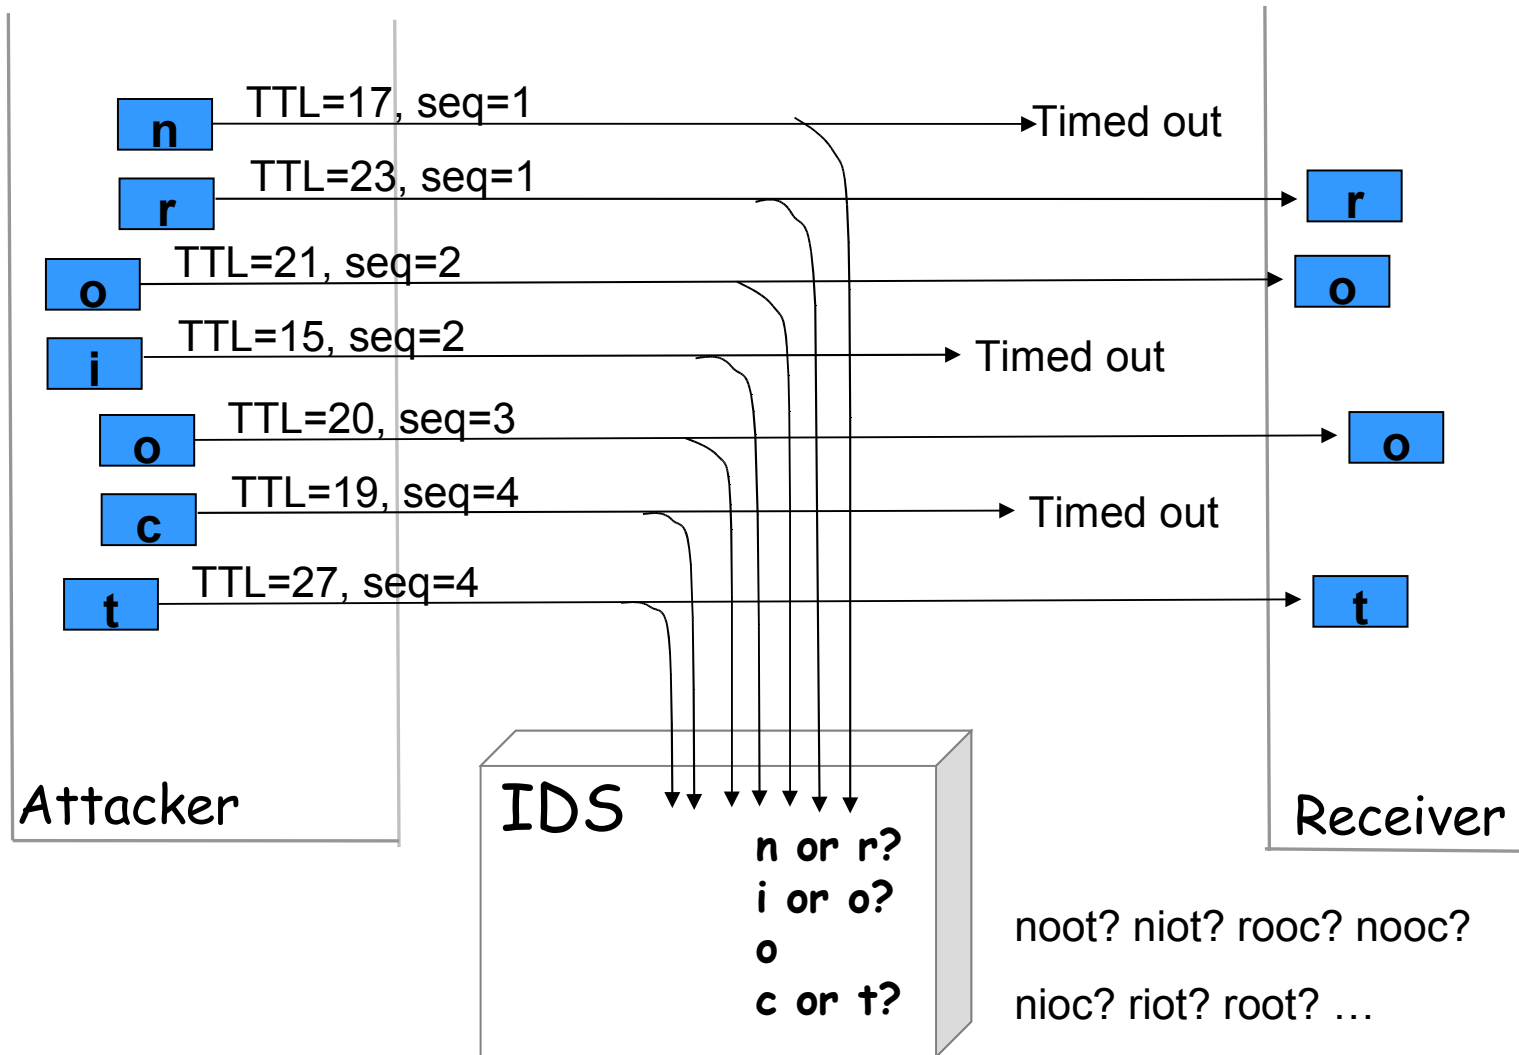 n TTL=17, seq=1 Timed out
r TTL=23, seq=1 r
o TTL=21, seq=2 o
i TTL=15, seq=2 Timed out
o TTL=20, seq=3 o
c TTL=19, seq=4 Timed out
t TTL=27, seq=4 t
Attacker
IDS
Receiver
n or r?
i or o?
o
c or t?
noot? niot? rooc? nooc?
nioc? riot? root? …